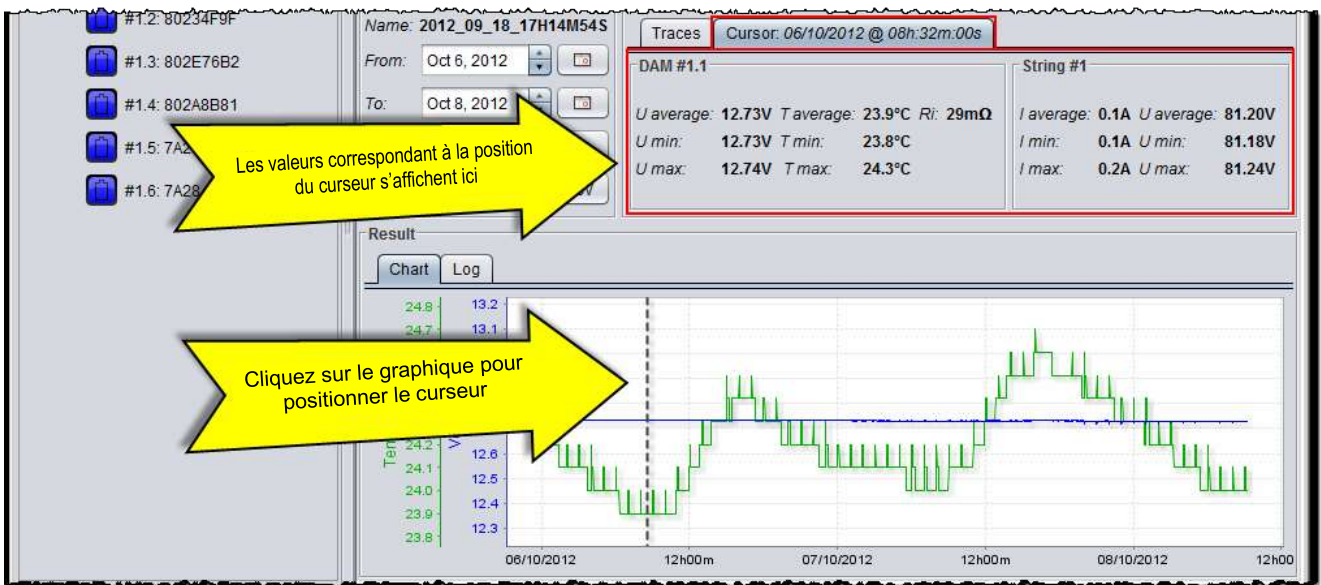 #1.2: 80234F9F
#1.3: 802E76B2
#1.4: 802A8B81
#1.5: 7A2
#1.6: 7A28
Name: 2012_09_18_17H14M54S
From: Oct 6, 2012
To: Oct 8, 2012
Traces
Cursor: 06/10/2012 @ 08h:32m:00s
DAM #1.1
U average: 12.73V T average: 23.9°C Ri: 29mΩ
U min: 12.73V T min: 23.8°C
U max: 12.74V T max: 24.3°C
String #1
I average: 0.1A U average: 81.20V
I min: 0.1A U min: 81.18V
I max: 0.2A U max: 81.24V
Les valeurs correspondant à la position
du curseur s’affichent ici
Result
Chart
Log
Cliquez sur le graphique pour
positionner le curseur
24.8
24.7
24.2
24.1
24.0
23.9
23.8
Tem
13.2
13.1
12.6
12.5
12.4
12.3
06/10/2012
12h00m
07/10/2012
12h00m
08/10/2012
12h00